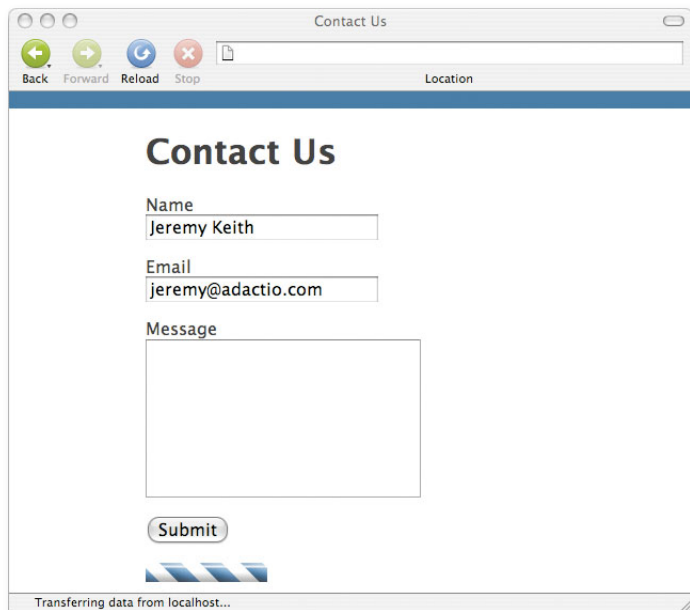 Contact Us
Back Forward Reload Stop Location
Contact Us
Name
Jeremy Keith
Email
jeremy@adactio.com
Message
Submit
Transferring data from localhost...